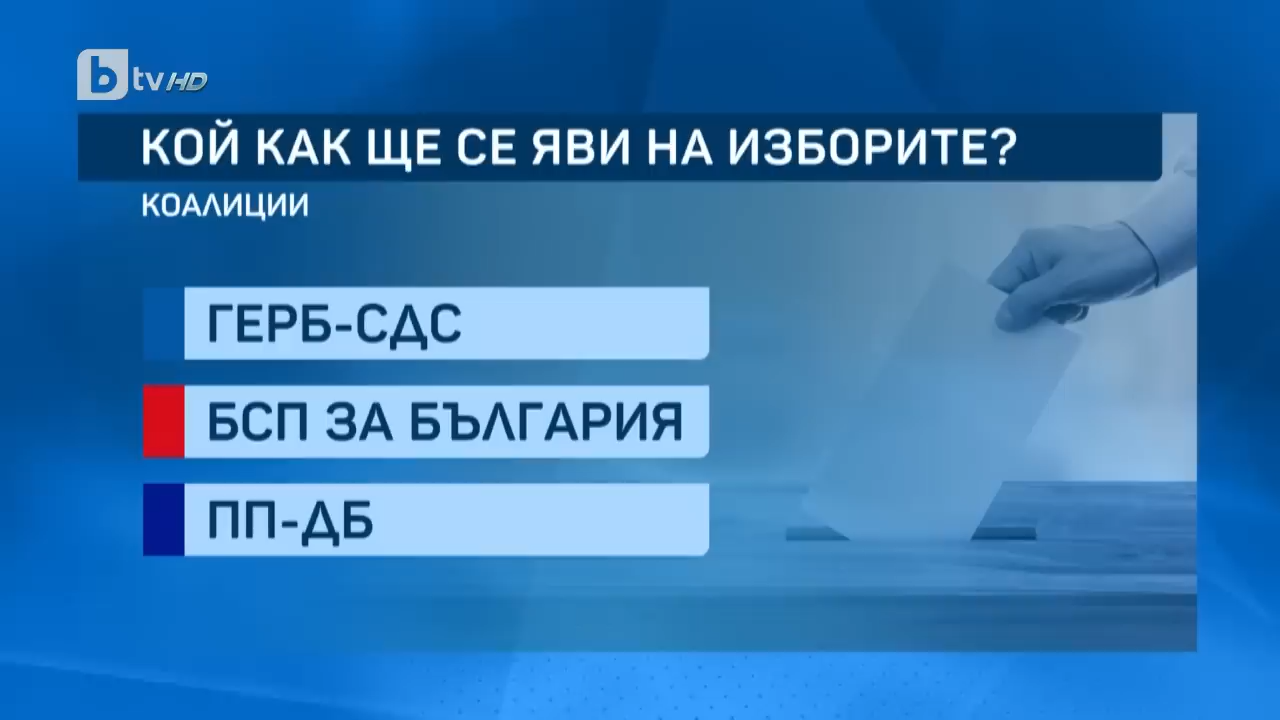 btv HD
КОЙ КАК ЩЕ СЕ ЯВИ НА ИЗБОРИТЕ?
КОАЛИЦИИ
ГЕРБ-СДС
БСП ЗА БЪЛГАРИЯ
ПП-ДБ